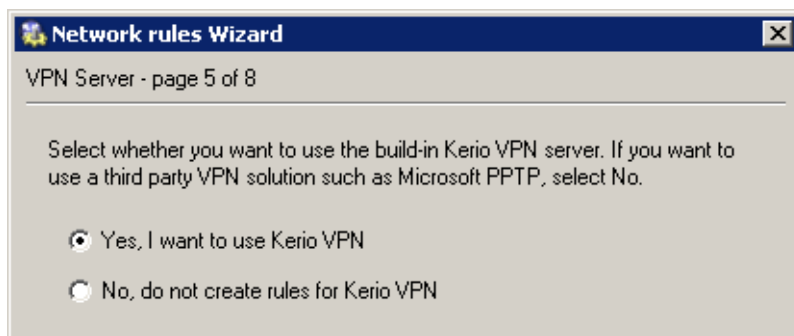 Network rules Wizard
VPN Server - page 5 of 8
Select whether you want to use the build-in Kerio VPN server. If you want to
use a third party VPN solution such as Microsoft PPTP, select No.
Yes, I want to use Kerio VPN
No, do not create rules for Kerio VPN